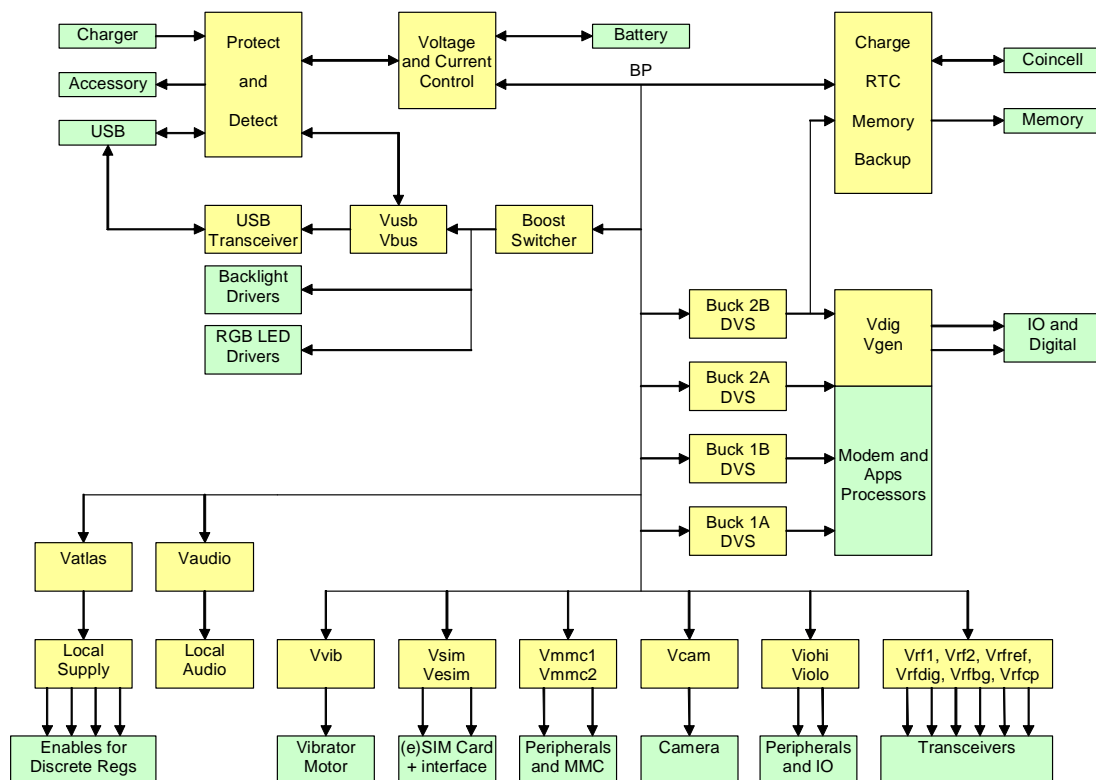 Charger
Protect
and
Detect
Voltage
and Current
Control
Battery
BP
Charge
RTC
Memory
Backup
Coincell
Accessory
USB
Memory
USB
Transceiver
Vusb
Vbus
Boost
Switcher
Backlight
Drivers
RGB LED
Drivers
Buck 2B
DVS
Vdig
Vgen
IO and
Digital
Buck 2A
DVS
Buck 1B
DVS
Modem and
Apps
Processors
Buck 1A
DVS
Vatlas
Vaudio
Local
Supply
Local
Audio
Vvib
Vsim
Vesim
Vmmc1
Vmmc2
Vcam
Viohi
Violo
Vrf1, Vrf2, Vrfref,
Vrfdig, Vrfbg, Vrfcp
Enables for
Discrete Regs
Vibrator
Motor
(e)SIM Card
+ interface
Peripherals
and MMC
Camera
Peripherals
and IO
Transceivers